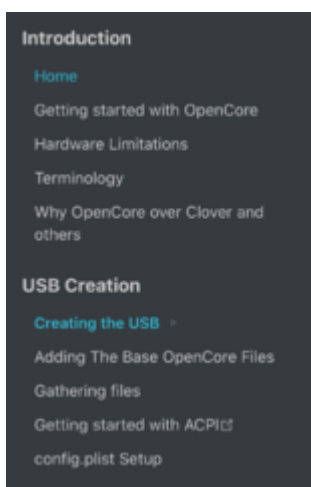 Introduction
Home
Getting started with OpenCore
Hardware Limitations
Terminology
Why OpenCore over Clover and
others
USB Creation
Creating the USB
Adding The Base OpenCore Files
Gathering files
Getting started with ACPI
config.plist Setup